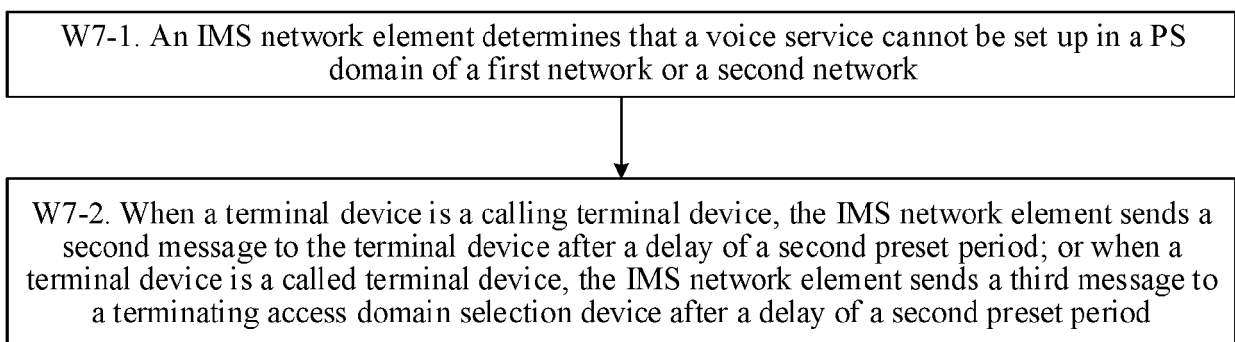 W7-1. An IMS network element determines that a voice service cannot be set up in a PS
domain of a first network or a second network
W7-2. When a terminal device is a calling terminal device, the IMS network element sends a
second message to the terminal device after a delay of a second preset period; or when a
terminal device is a called terminal device, the IMS network element sends a third message to
a terminating access domain selection device after a delay of a second preset period